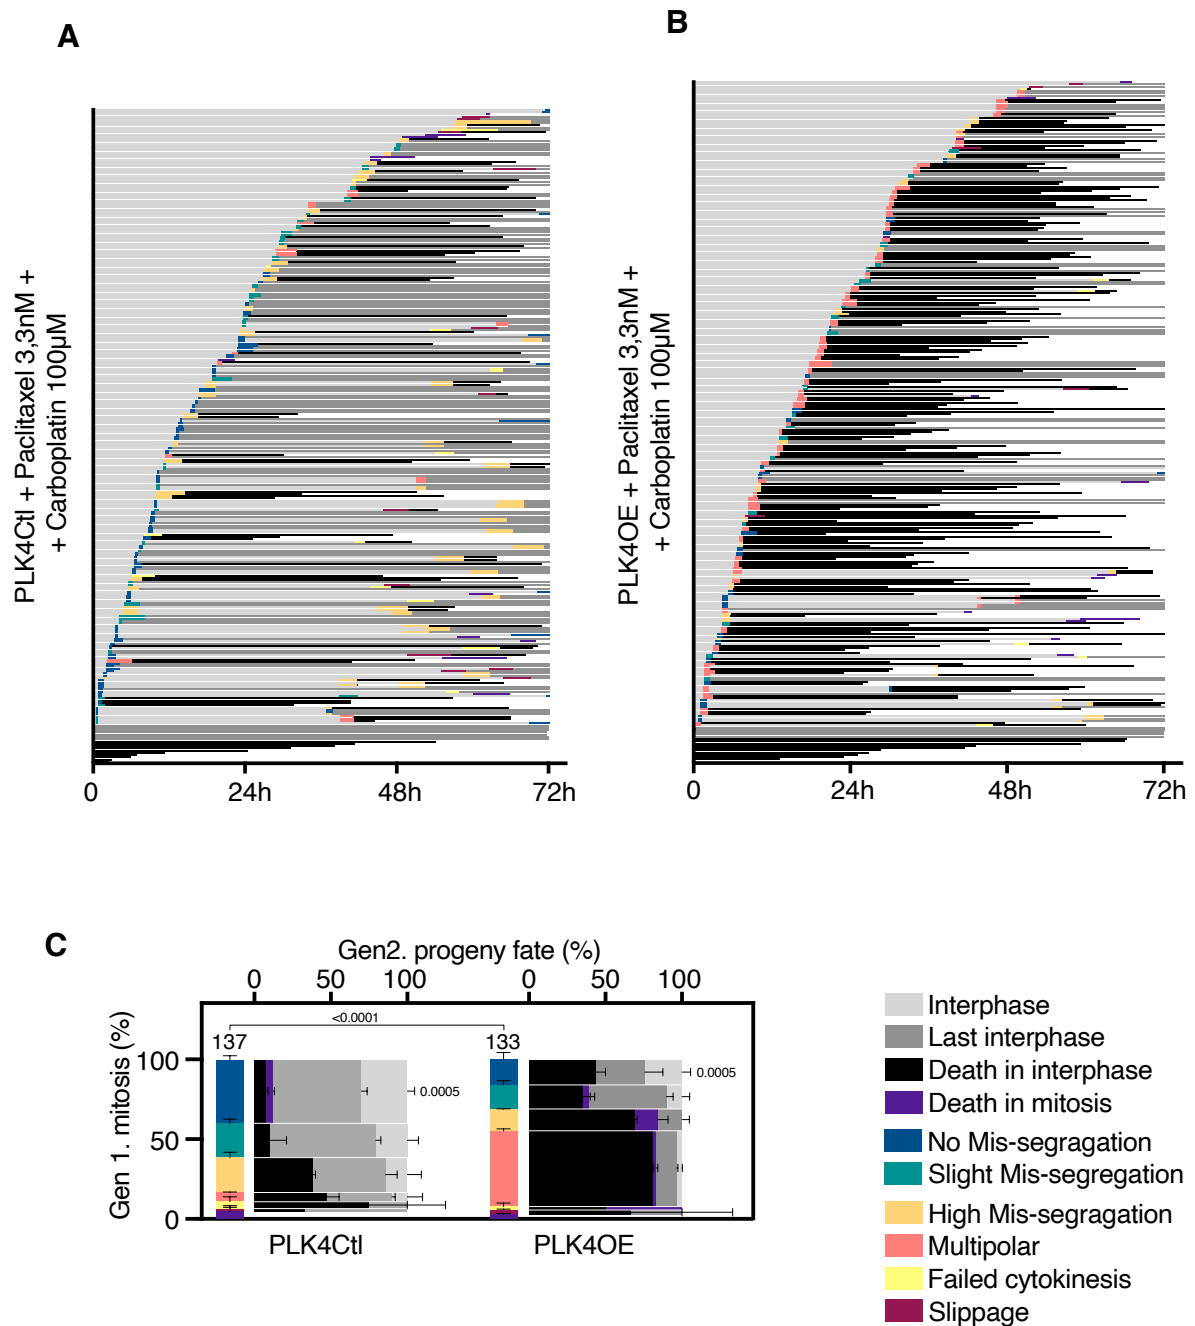 A
B
PLK4Ctl + Paclitaxel 3,3nM +
+ Carboplatin 100µM
0
24h
48h
72h
PLK4OE + Paclitaxel 3,3nM +
+ Carboplatin 100µM
0
24h
48h
72h
C
Gen2. progeny fate (%)
0
50
100
0
50
100
Gen 1. mitosis (%)
100
50
0
<0.0001
137
133
0.0005
0.0005
PLK4Ctl
PLK4OE
Interphase
Last interphase
Death in interphase
Death in mitosis
No Mis-segragation
Slight Mis-segregation
High Mis-segragation
Multipolar
Failed cytokinesis
Slippage